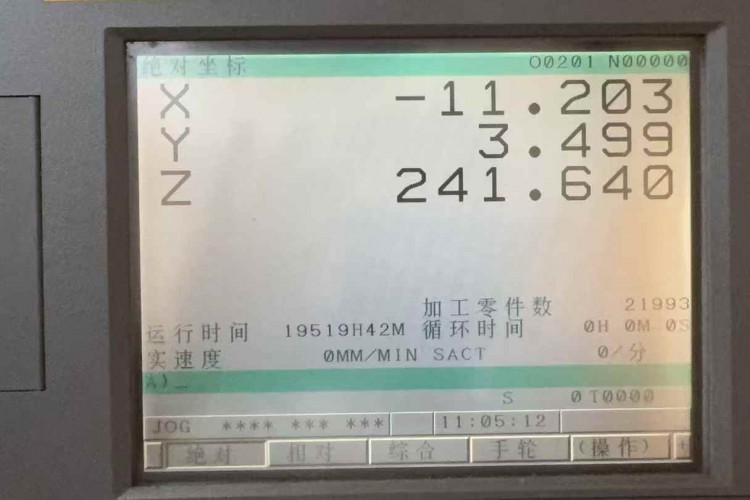 绝对坐标 O0201 N00000
X -11.203
Y 3.499
Z 241.640
加工零件数 21993
运行时间 19519H42M 循环时间 0H 0M 0S
实速度 0MM/MIN SACT 0/分
A)_
S 0 T0000
JOG **** *** *** 11:05:12
绝对 相对 综合 手轮 (操作) +